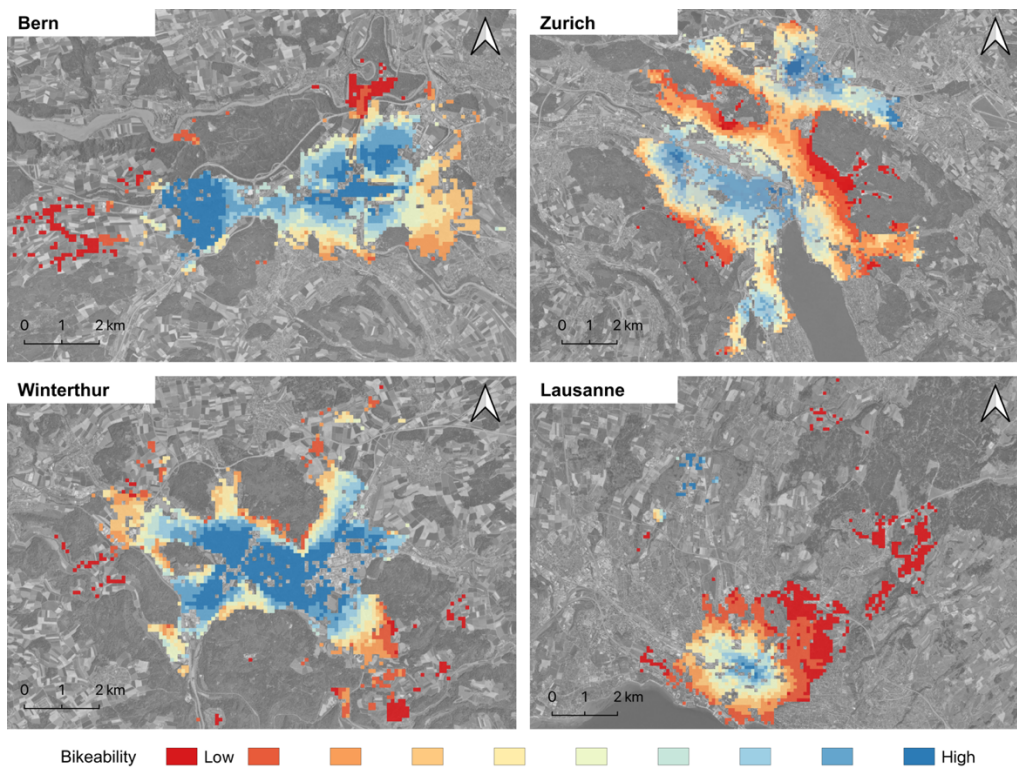 Bern
0 1 2 km
Zurich
0 1 2 km
Winterthur
0 1 2 km
Lausanne
0 1 2 km
Bikeability Low High